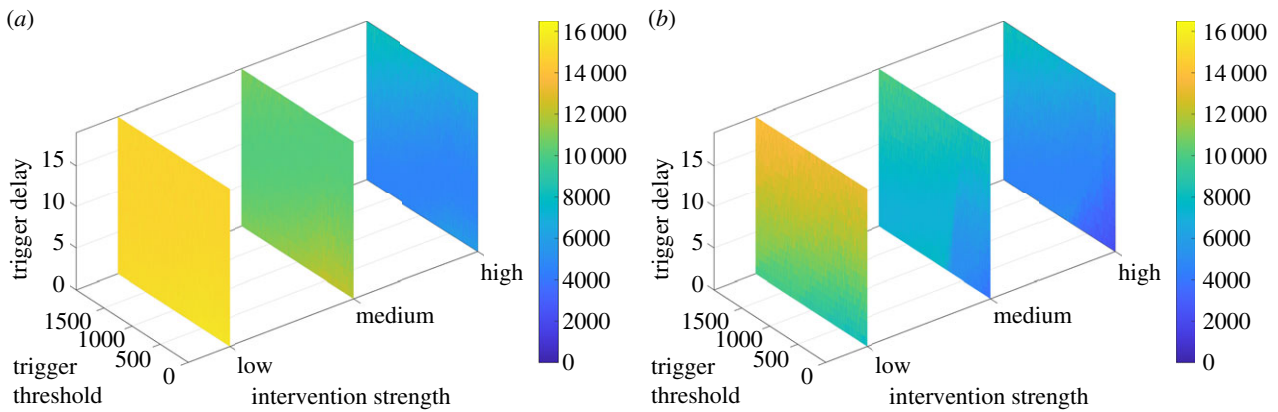 (a)
trigger delay
15
10
5
0
1500
1000
500
0
trigger
threshold
low
medium
high
intervention strength
16 000
14 000
12 000
10 000
8000
6000
4000
2000
0
(b)
trigger delay
15
10
5
0
1500
1000
500
0
trigger
threshold
low
medium
high
intervention strength
16 000
14 000
12 000
10 000
8000
6000
4000
2000
0